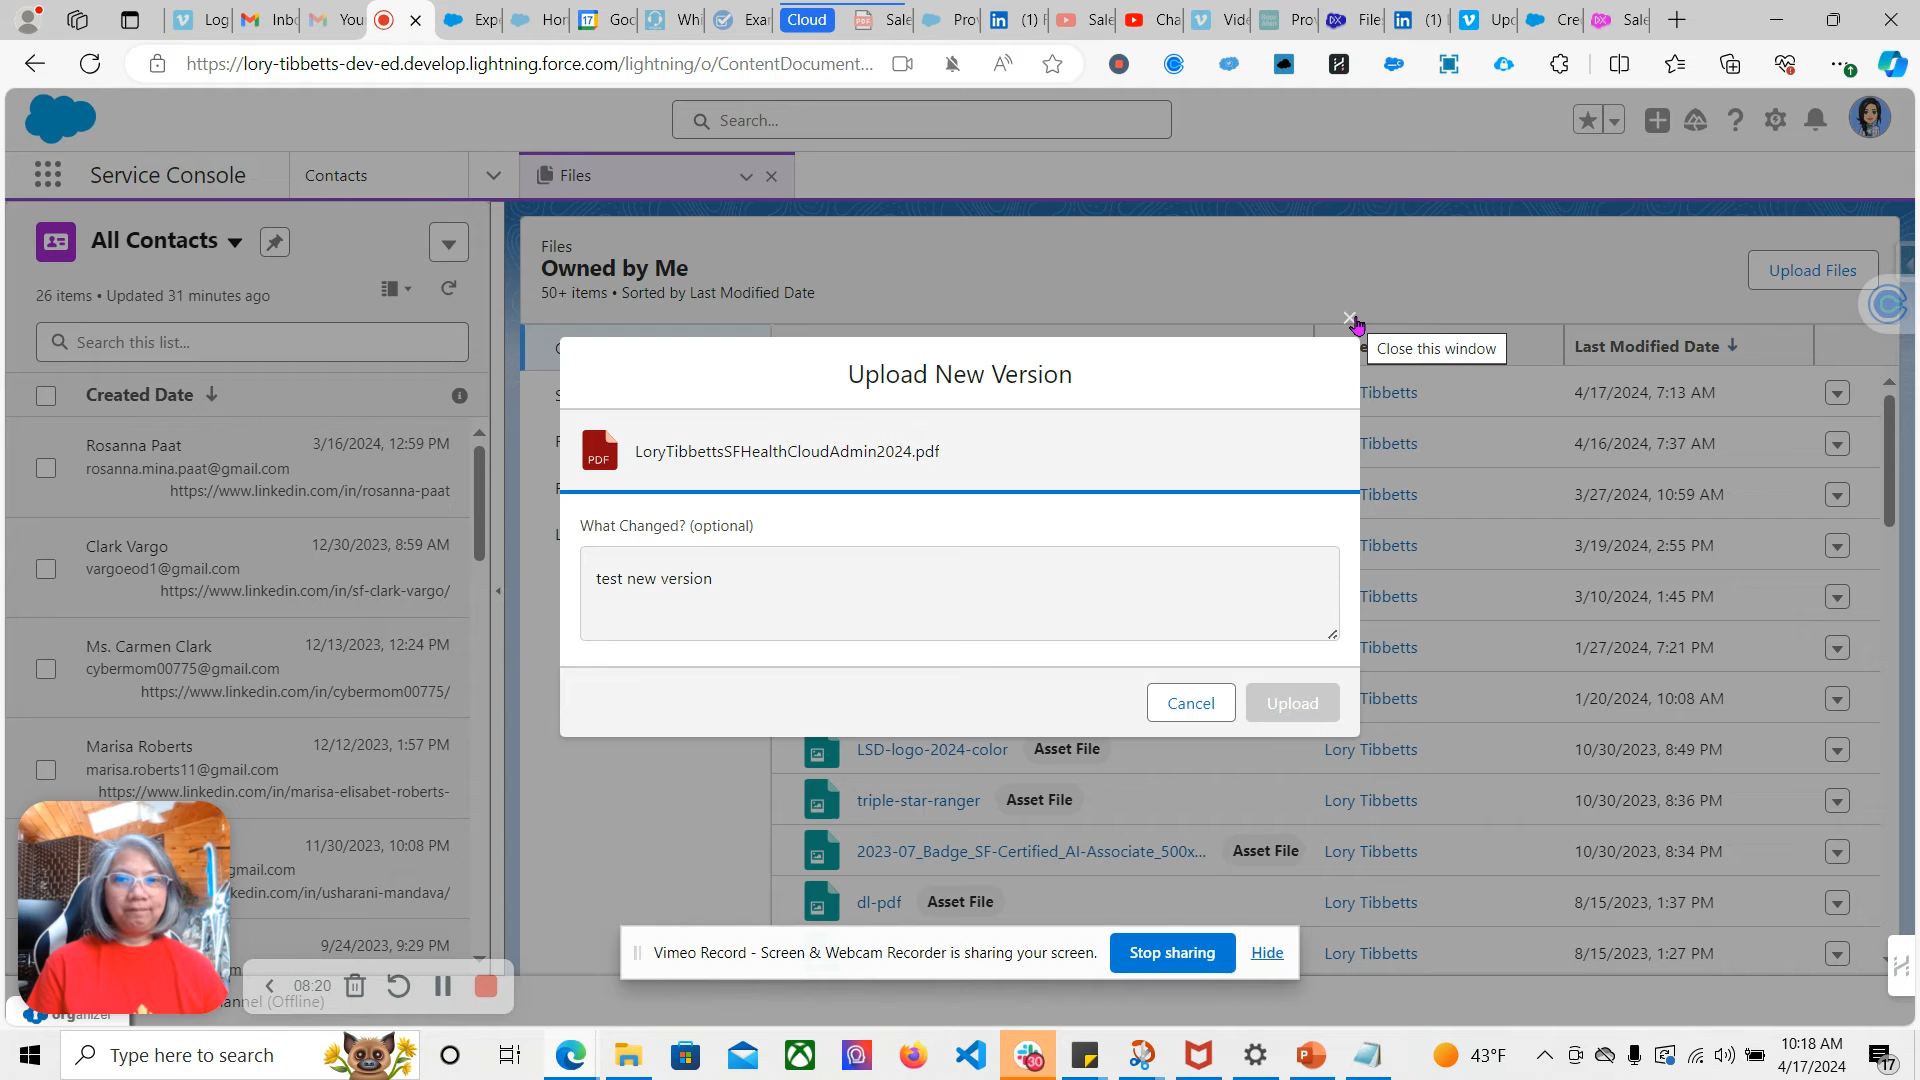 Log
Inbo
You
Exp
Hor
Goo
Whi
Exar
Cloud
Sale
Pro
(1) F
Sale
Cha
Vide
Pro
File
(1) L
Upc
Cre
Sale
https://lory-tibbetts-dev-ed.develop.lightning.force.com/lightning/o/ContentDocument...
Search...
Service Console
Contacts
Files
All Contacts
26 items • Updated 31 minutes ago
Search this list...
Created Date
Rosanna Paat 3/16/2024, 12:59 PM
rosanna.mina.paat@gmail.com
https://www.linkedin.com/in/rosanna-paat
Clark Vargo 12/30/2023, 8:59 AM
vargoeod1@gmail.com
https://www.linkedin.com/in/sf-clark-vargo/
Ms. Carmen Clark 12/13/2023, 12:24 PM
cybermom00775@gmail.com
https://www.linkedin.com/in/cybermom00775/
Marisa Roberts 12/12/2023, 1:57 PM
marisa.roberts11@gmail.com
https://www.linkedin.com/in/marisa-elisabet-roberts-
11/30/2023, 10:08 PM
gmail.com
kedin.com/in/usharani-mandava/
9/24/2023, 9:29 PM
Files
Owned by Me
50+ items • Sorted by Last Modified Date
Upload Files
Close this window
Last Modified Date
Tibbetts 4/17/2024, 7:13 AM
Tibbetts 4/16/2024, 7:37 AM
Tibbetts 3/27/2024, 10:59 AM
Tibbetts 3/19/2024, 2:55 PM
Tibbetts 3/10/2024, 1:45 PM
Tibbetts 1/27/2024, 7:21 PM
Tibbetts 1/20/2024, 10:08 AM
Upload New Version
PDF
LoryTibbettsSFHealthCloudAdmin2024.pdf
What Changed? (optional)
test new version
Cancel
Upload
LSD-logo-2024-color Asset File Lory Tibbetts 10/30/2023, 8:49 PM
triple-star-ranger Asset File Lory Tibbetts 10/30/2023, 8:36 PM
2023-07_Badge_SF-Certified_AI-Associate_500x... Asset File Lory Tibbetts 10/30/2023, 8:34 PM
dl-pdf Asset File Lory Tibbetts 8/15/2023, 1:37 PM
Lory Tibbetts 8/15/2023, 1:27 PM
Vimeo Record - Screen & Webcam Recorder is sharing your screen.
Stop sharing
Hide
08:20
annel (Offline)
organizer
Type here to search
30
43°F
10:18 AM
4/17/2024
17